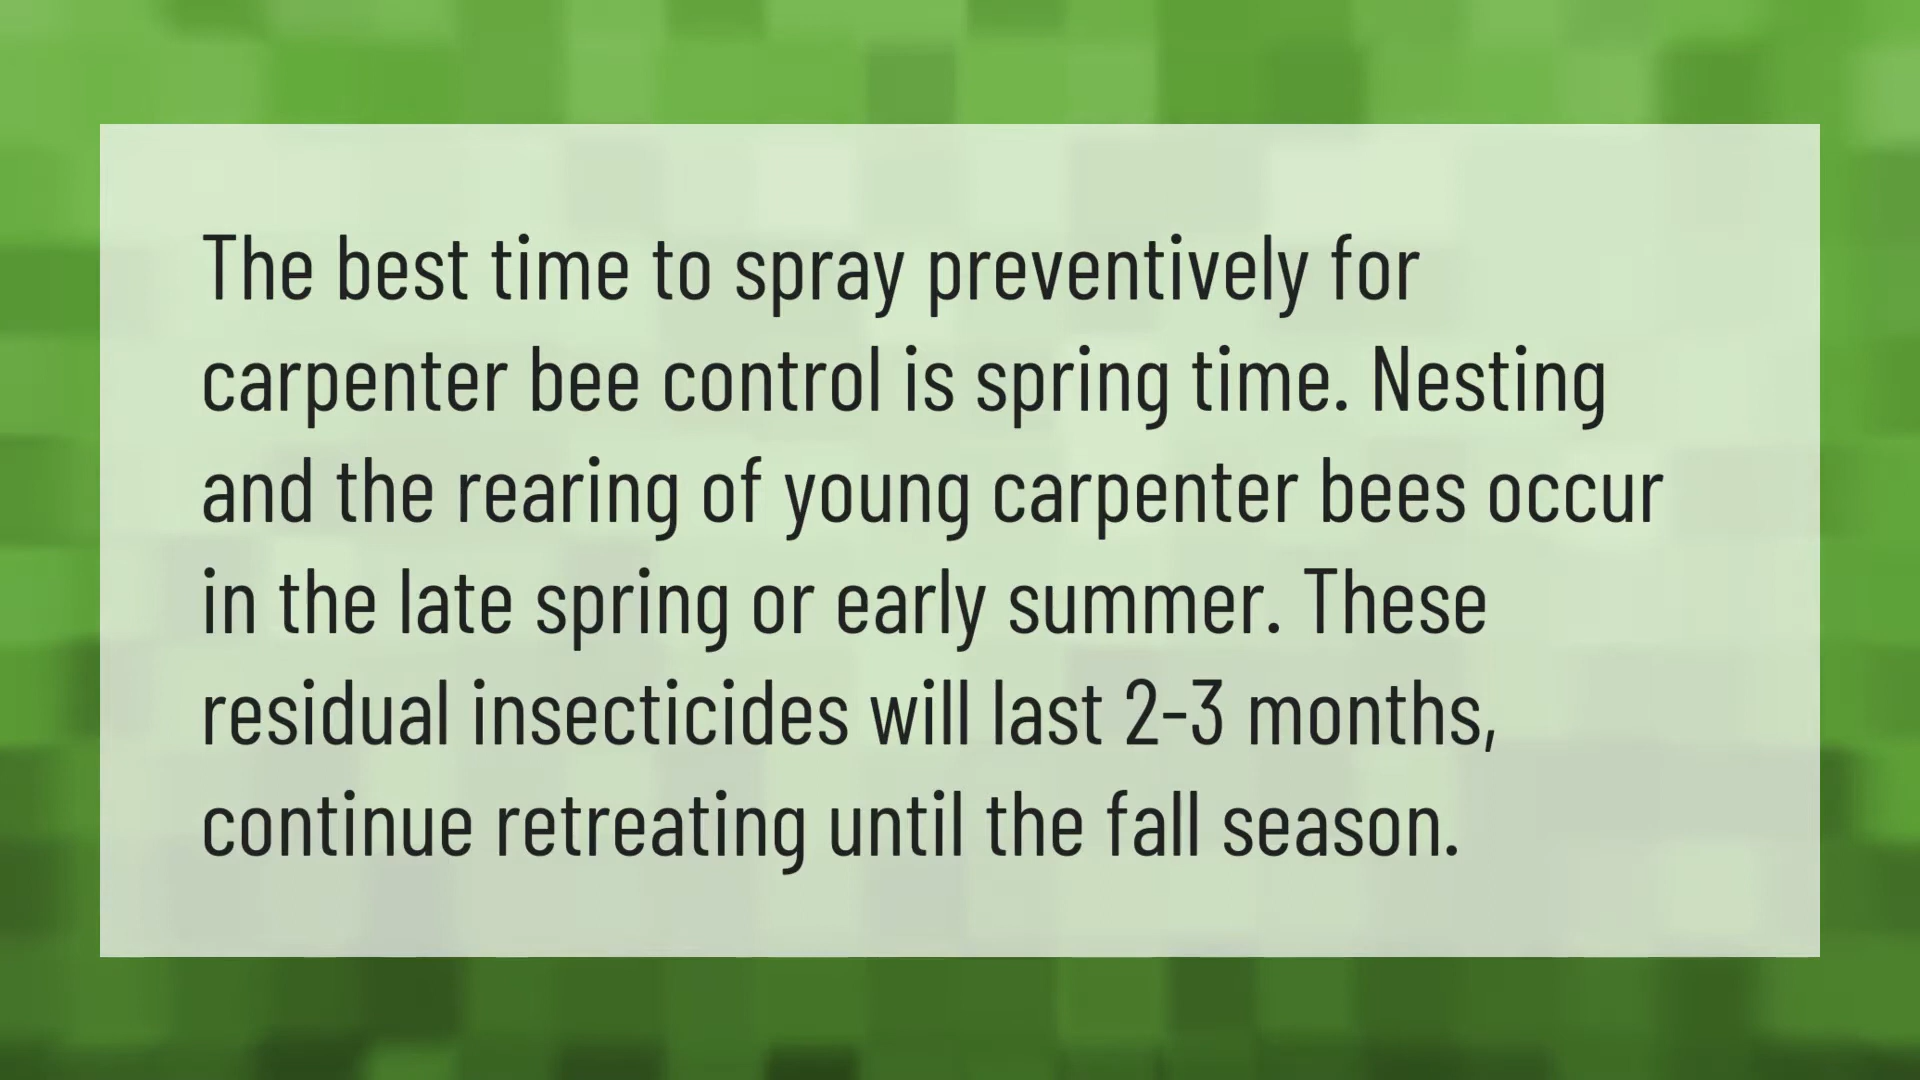 The best time to spray preventively for
carpenter bee control is spring time. Nesting
and the rearing of young carpenter bees occur
in the late spring or early summer. These
residual insecticides will last 2-3 months,
continue retreating until the fall season.